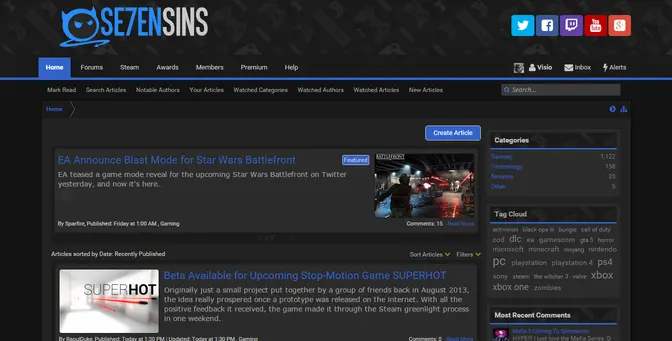 SE7ENSINS
Home Forums Steam Awards Members Premium Help Visio Inbox Alerts
Mark Read Search Articles Notable Authors Your Articles Watched Categories Watched Authors Watched Articles New Articles Search...
Home
Create Article
EA Announce Blast Mode for Star Wars Battlefront Featured
EA teased a game mode reveal for the upcoming Star Wars Battlefront on Twitter
yesterday, and now it's here.
BATTLEFRONT
By Sparfire, Published: Friday at 1:00 AM , Gaming Comments: 15 Read More
Articles sorted by Date: Recently Published Sort Articles Filters
SUPERHOT
Beta Available for Upcoming Stop-Motion Game SUPERHOT
Originally just a small project put together by a group of friends back in August 2013,
the idea really prospered once a prototype was released on the internet. With all the
positive feedback it received, the game made it through the Steam greenlight process
in one weekend.
By RaoulDuke, Published: Today at 1:30 PM | Updated: Today at 1:30 PM , Gaming Comments: 0 Read More
Categories
Gaming 1,122
Technology 158
Reviews 35
Other 5
Tag Cloud
activision black ops iii bungie call of duty
cod dlc ea gamescom gta 5 horror
microsoft minecraft mojang nintendo
pc playstation playstation 4 ps4
sony steam the witcher 3 valve xbox
xbox one zombies
Most Recent Comments
Mafia 3 Coming To Gamescom
HYPE!! I just love the Mafia Series :D